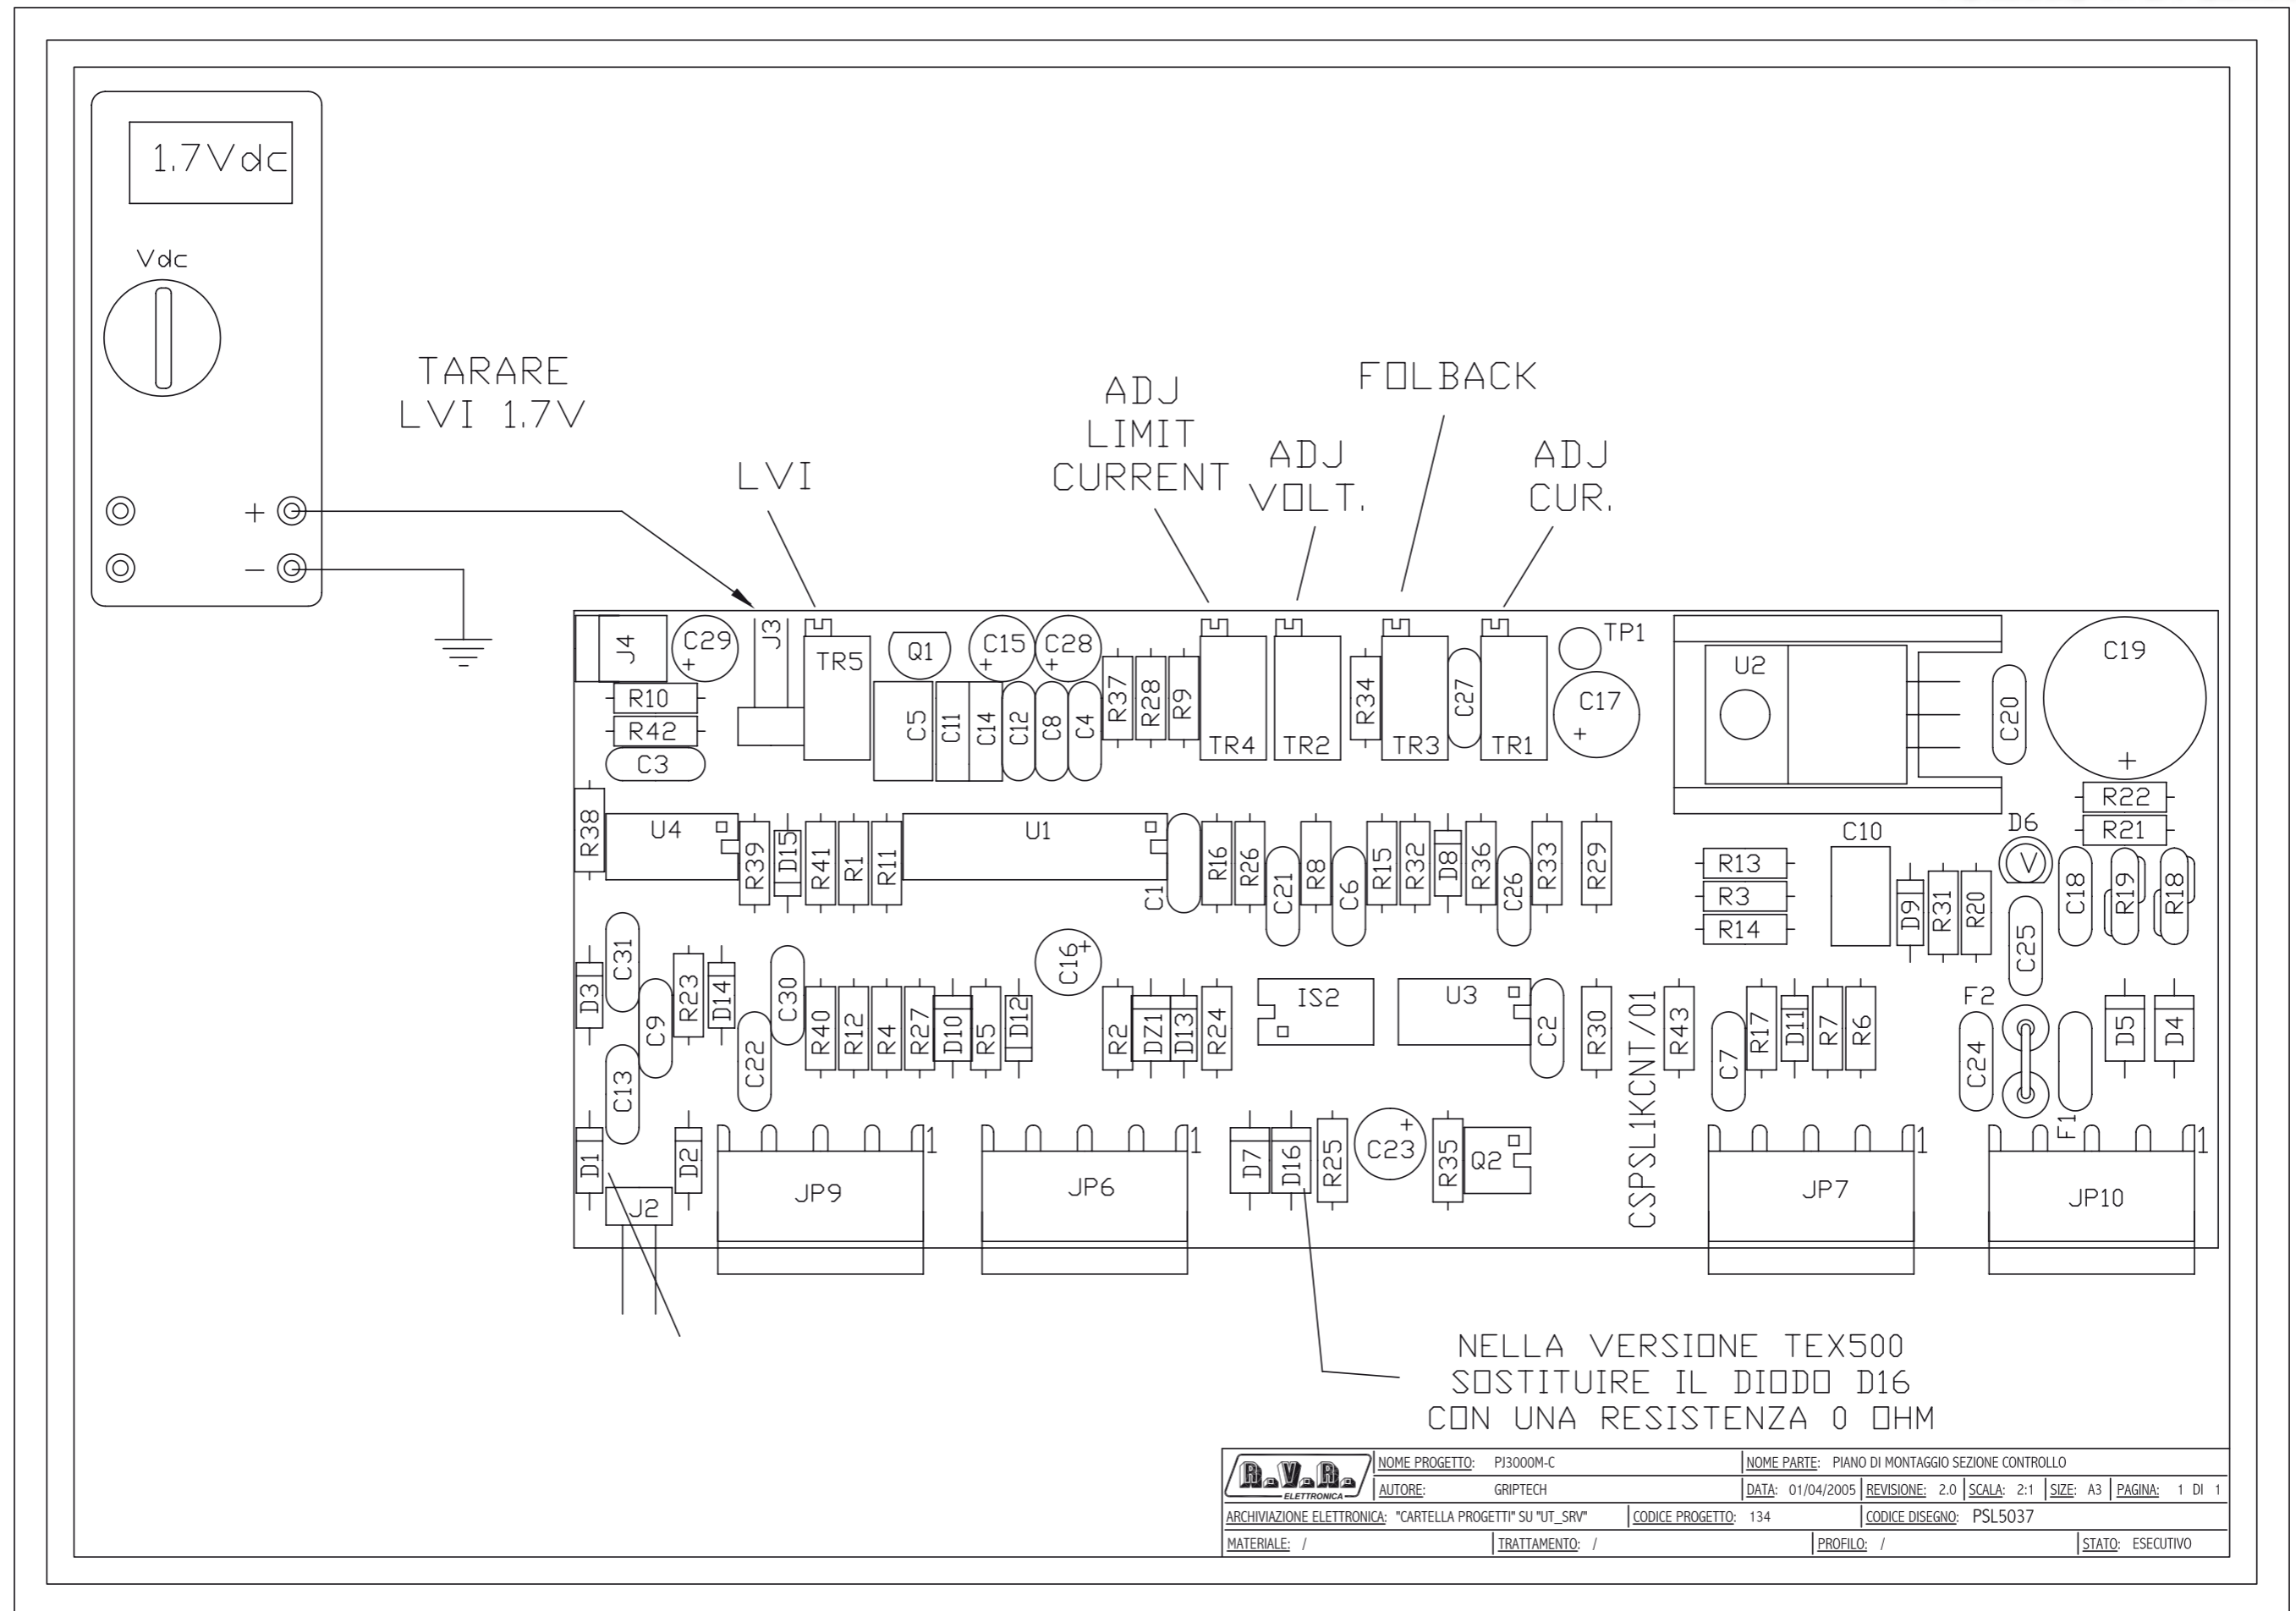 1.7Vdc
Vdc
TARARE
LVI 1.7V
+
−
LVI
ADJ
LIMIT
CURRENT
ADJ
VOLT.
FOLBACK
ADJ
CUR.
J4
C29
+
J3
TR5
Q1
C15
+
C28
+
TP1
U2
C19
+
R10
R42
C3
C5
C11
C14
C12
C8
C4
R37
R28
R9
TR4
TR2
R34
TR3
C27
TR1
C17
+
C20
R22
R21
R38
U4
R39
D15
R41
R1
R11
U1
C1
R16
R26
C21
R8
C6
R15
R32
D8
R36
C26
R33
R29
R13
R3
R14
C10
D9
R31
R20
D6
V
C18
R19
R18
C25
D3
C31
C9
R23
D14
C22
C30
R40
R12
R4
R27
D10
R5
D12
C16
+
R2
DZ1
D13
R24
IS2
U3
C2
R30
CSPSL1KCNT/01
R43
C7
R17
D11
R7
R6
F2
C24
F1
D5
D4
C13
D1
D2
J2
JP9
1
JP6
1
D7
D16
R25
C23
+
R35
Q2
JP7
1
JP10
1
NELLA VERSIONE TEX500
SOSTITUIRE IL DIODO D16
CON UNA RESISTENZA 0 OHM
R.V.R.
ELETTRONICA
NOME PROGETTO: PJ3000M-C
NOME PARTE: PIANO DI MONTAGGIO SEZIONE CONTROLLO
AUTORE: GRIPTECH
DATA: 01/04/2005
REVISIONE: 2.0
SCALA: 2:1
SIZE: A3
PAGINA: 1 DI 1
ARCHIVIAZIONE ELETTRONICA: "CARTELLA PROGETTI" SU "UT_SRV"
CODICE PROGETTO: 134
CODICE DISEGNO: PSL5037
MATERIALE: /
TRATTAMENTO: /
PROFILO: /
STATO: ESECUTIVO